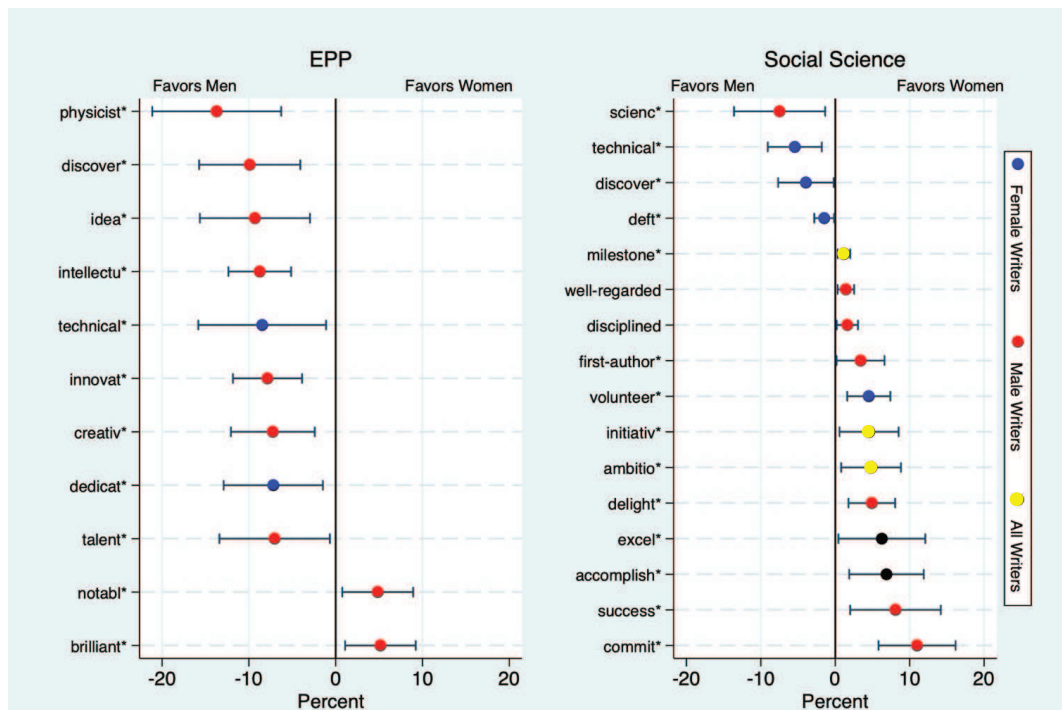 EPP
Favors Men Favors Women
physicist*
discover*
idea*
intellectu*
technical*
innovat*
creativ*
dedicat*
talent*
notabl*
brilliant*
-20 -10 0 10 20
Percent
Social Science
Favors Men Favors Women
scienc*
technical*
discover*
deft*
milestone*
well-regarded
disciplined
first-author*
volunteer*
initiativ*
ambitio*
delight*
excel*
accomplish*
success*
commit*
-20 -10 0 10 20
Percent
Female Writers
Male Writers
All Writers